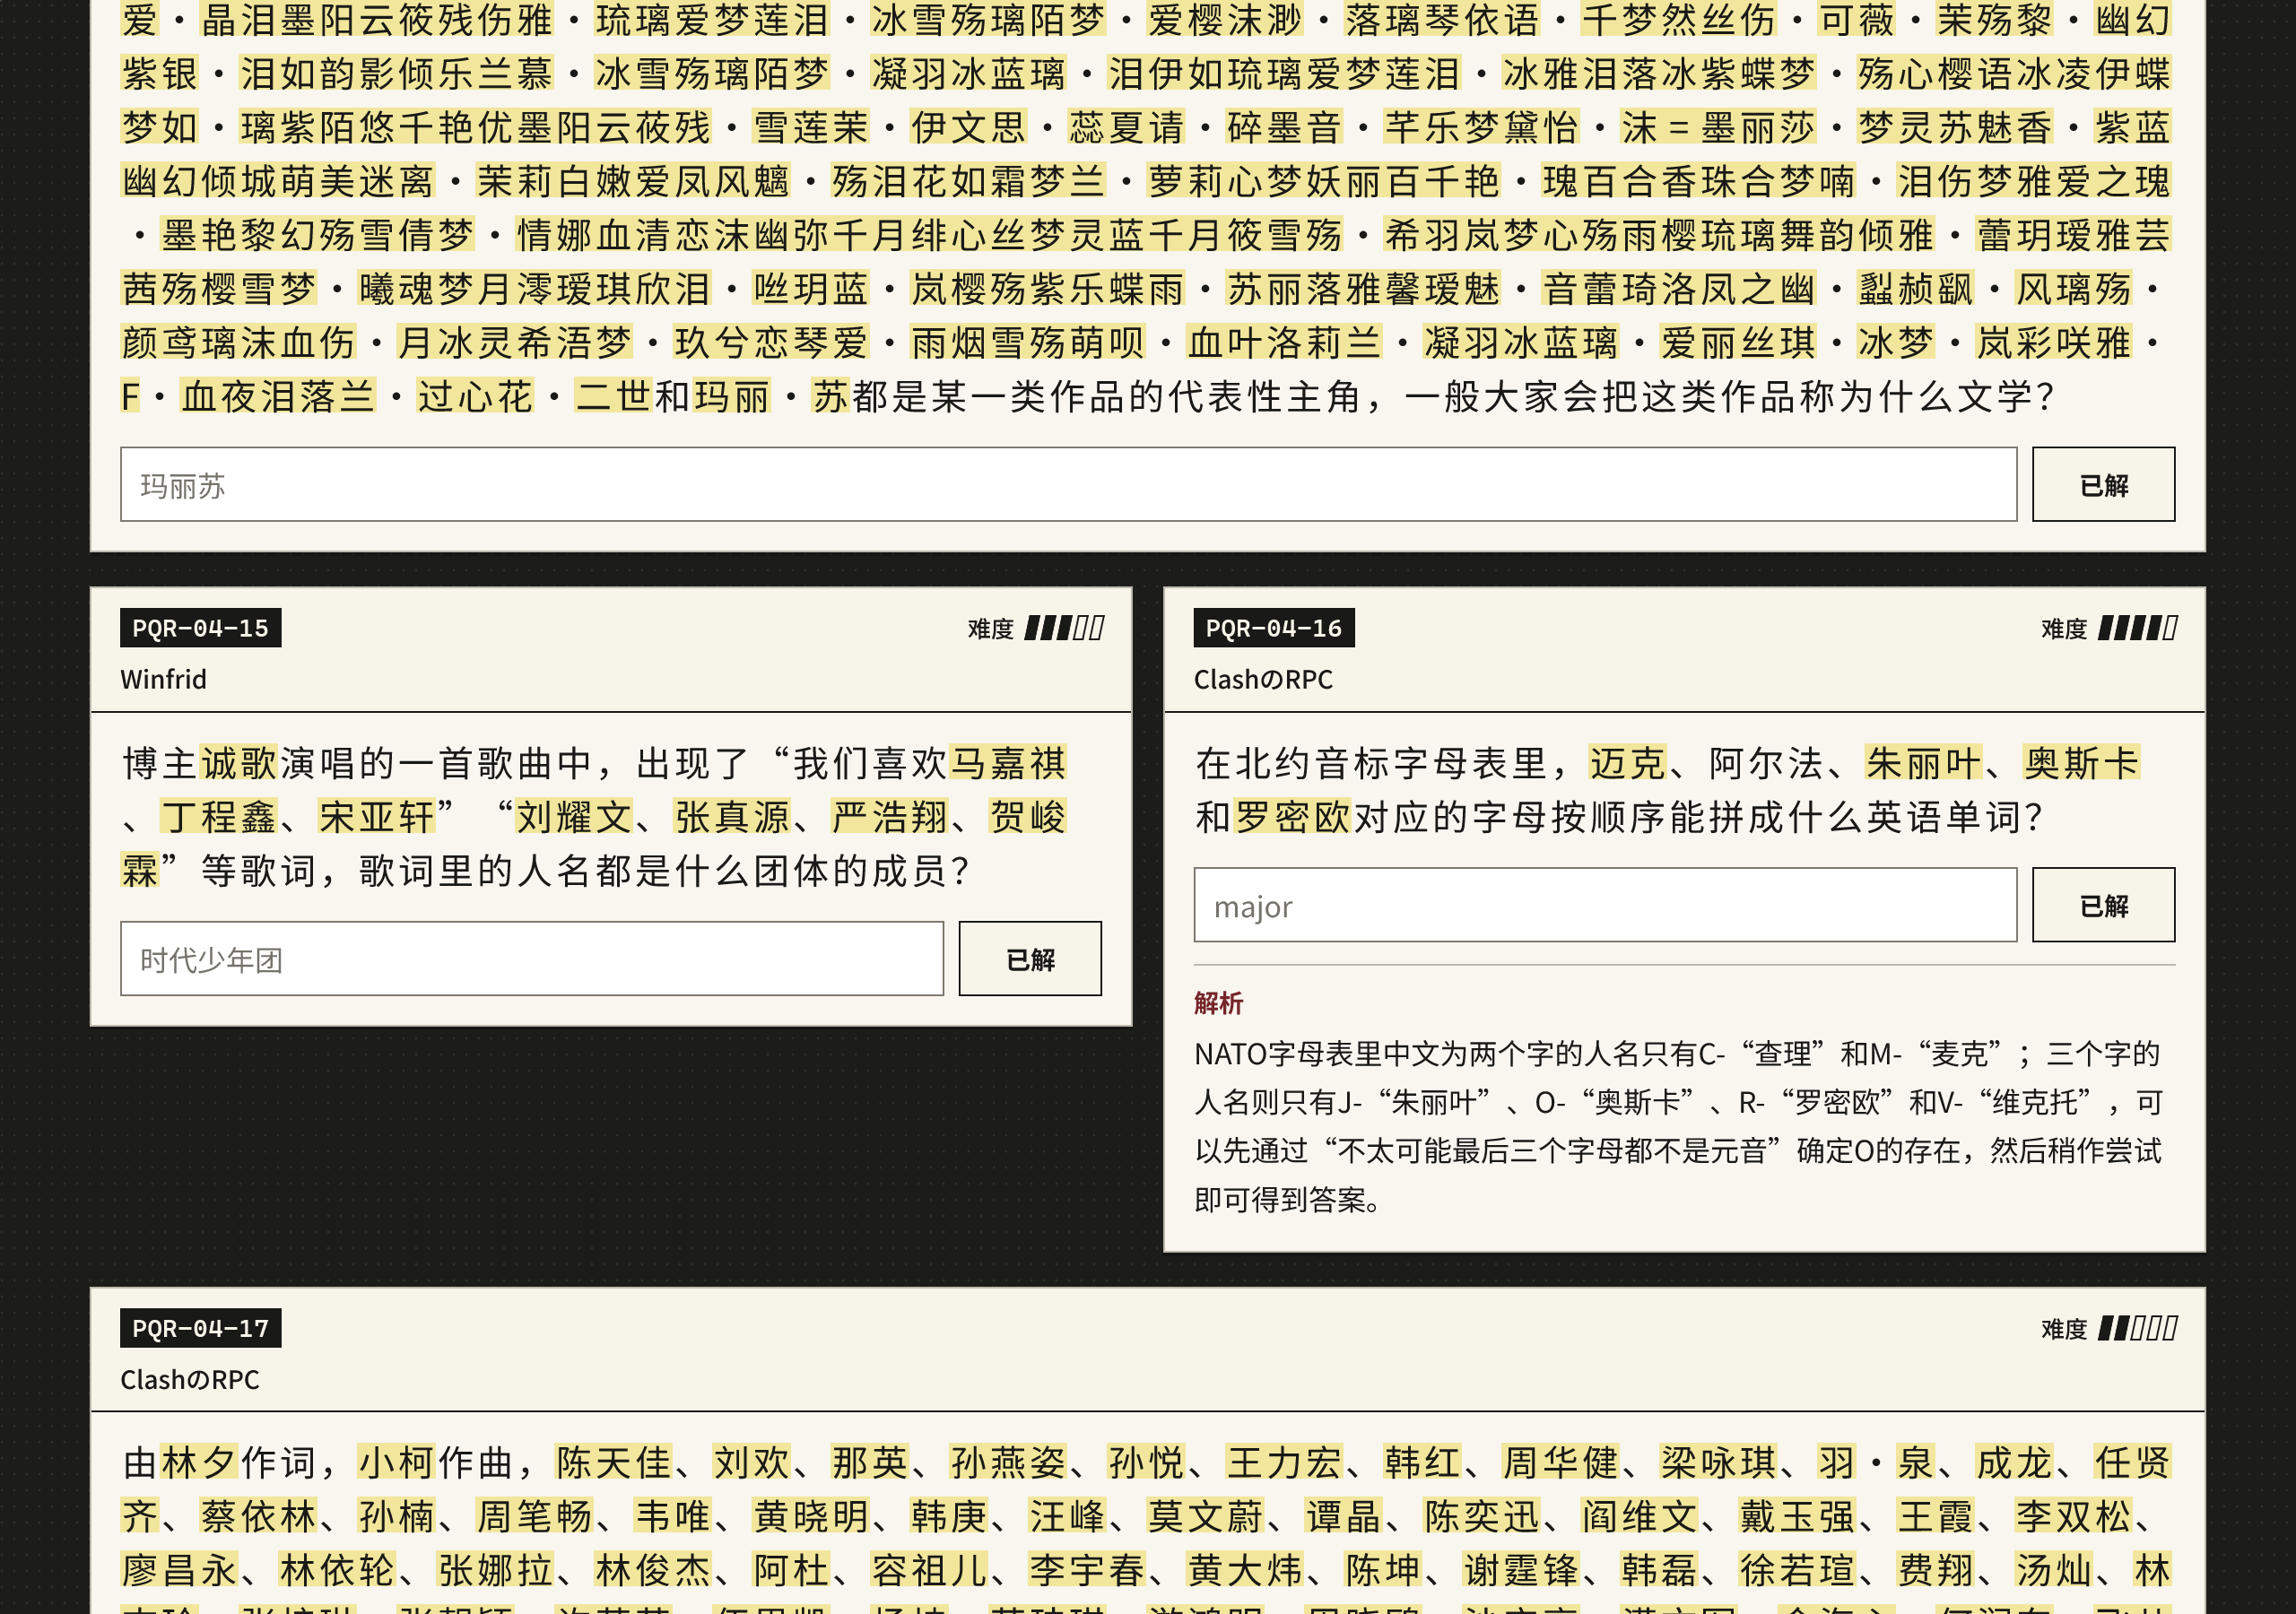 爱・晶泪墨阳云筱残伤雅・琉璃爱梦莲泪・冰雪殇璃陌梦・爱樱沫渺・落璃琴依语・千梦然丝伤・可薇・茉殇黎・幽幻
紫银・泪如韵影倾乐兰慕・冰雪殇璃陌梦・凝羽冰蓝璃・泪伊如琉璃爱梦莲泪・冰雅泪落冰紫蝶梦・殇心樱语冰凌伊蝶
梦如・璃紫陌悠千艳优墨阳云莜残・雪莲茉・伊文思・蕊夏请・碎墨音・芊乐梦黛怡・沫 = 墨丽莎・梦灵苏魅香・紫蓝
幽幻倾城萌美迷离・茉莉白嫩爱凤风魑・殇泪花如霜梦兰・萝莉心梦妖丽百千艳・瑰百合香珠合梦喃・泪伤梦雅爱之瑰
・墨艳黎幻殇雪倩梦・情娜血清恋沫幽弥千月绯心丝梦灵蓝千月筱雪殇・希羽岚梦心殇雨樱琉璃舞韵倾雅・蕾玥瑷雅芸
茜殇樱雪梦・曦魂梦月澪瑷琪欣泪・咝玥蓝・岚樱殇紫乐蝶雨・苏丽落雅馨瑷魅・音蕾琦洛凤之幽・赪・风璃殇・
颜鸢璃沫血伤・月冰灵希浯梦・玖兮恋琴爱・雨烟雪殇萌呗・血叶洛莉兰・凝羽冰蓝璃・爱丽丝琪・冰梦・岚彩咲雅・
F・血夜泪落兰・过心花・二世和玛丽・苏都是某一类作品的代表性主角，一般大家会把这类作品称为什么文学？
玛丽苏
已解
PQR-04-15
难度
Winfrid
博主诚歌演唱的一首歌曲中，出现了“我们喜欢马嘉祺
、丁程鑫、宋亚轩”“刘耀文、张真源、严浩翔、贺峻
霖”等歌词，歌词里的人名都是什么团体的成员？
时代少年团
已解
PQR-04-16
难度
ClashのRPC
在北约音标字母表里，迈克、阿尔法、朱丽叶、奥斯卡
和罗密欧对应的字母按顺序能拼成什么英语单词？
major
已解
解析
NATO字母表里中文为两个字的人名只有C-“查理”和M-“麦克”；三个字的
人名则只有J-“朱丽叶”、O-“奥斯卡”、R-“罗密欧”和V-“维克托”，可
以先通过“不太可能最后三个字母都不是元音”确定O的存在，然后稍作尝试
即可得到答案。
PQR-04-17
难度
ClashのRPC
由林夕作词，小柯作曲，陈天佳、刘欢、那英、孙燕姿、孙悦、王力宏、韩红、周华健、梁咏琪、羽・泉、成龙、任贤
齐、蔡依林、孙楠、周笔畅、韦唯、黄晓明、韩庚、汪峰、莫文蔚、谭晶、陈奕迅、阎维文、戴玉强、王霞、李双松、
廖昌永、林依轮、张娜拉、林俊杰、阿杜、容祖儿、李宇春、黄大炜、陈坤、谢霆锋、韩磊、徐若瑄、费翔、汤灿、林